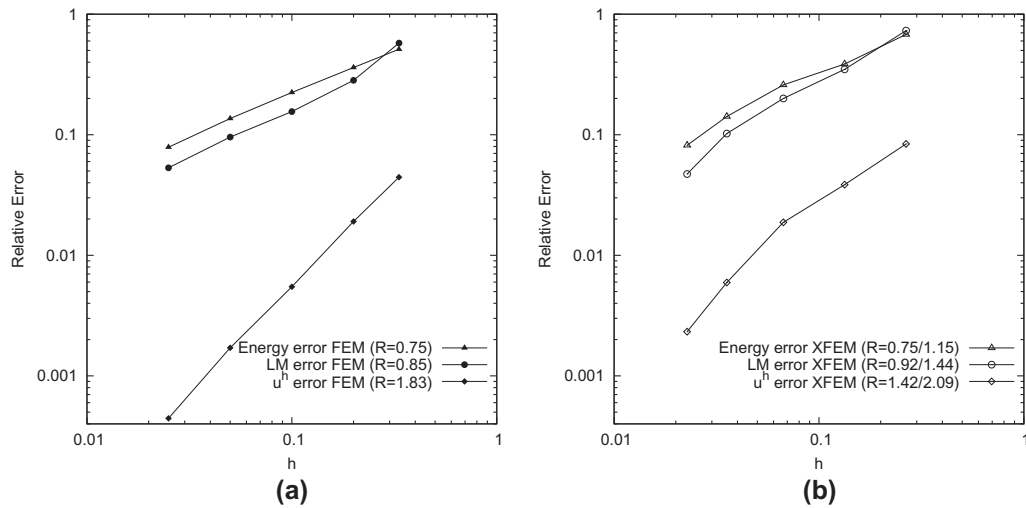 1
0.1
0.01
0.001
Relative Error
Energy error FEM (R=0.75)
LM error FEM (R=0.85)
u^h error FEM (R=1.83)
0.01
0.1
1
h
(a)
1
0.1
0.01
0.001
Relative Error
Energy error XFEM (R=0.75/1.15)
LM error XFEM (R=0.92/1.44)
u^h error XFEM (R=1.42/2.09)
0.01
0.1
1
h
(b)